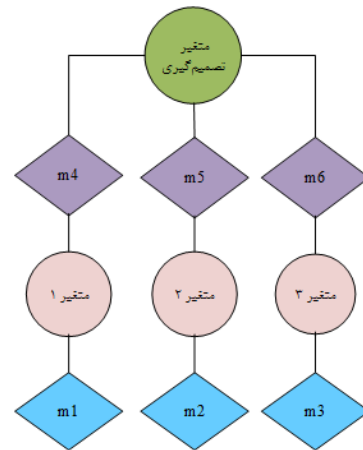 متغیر
تصمیم‌گیری
m4
m5
m6
متغیر ۱
متغیر ۲
متغیر ۳
m1
m2
m3